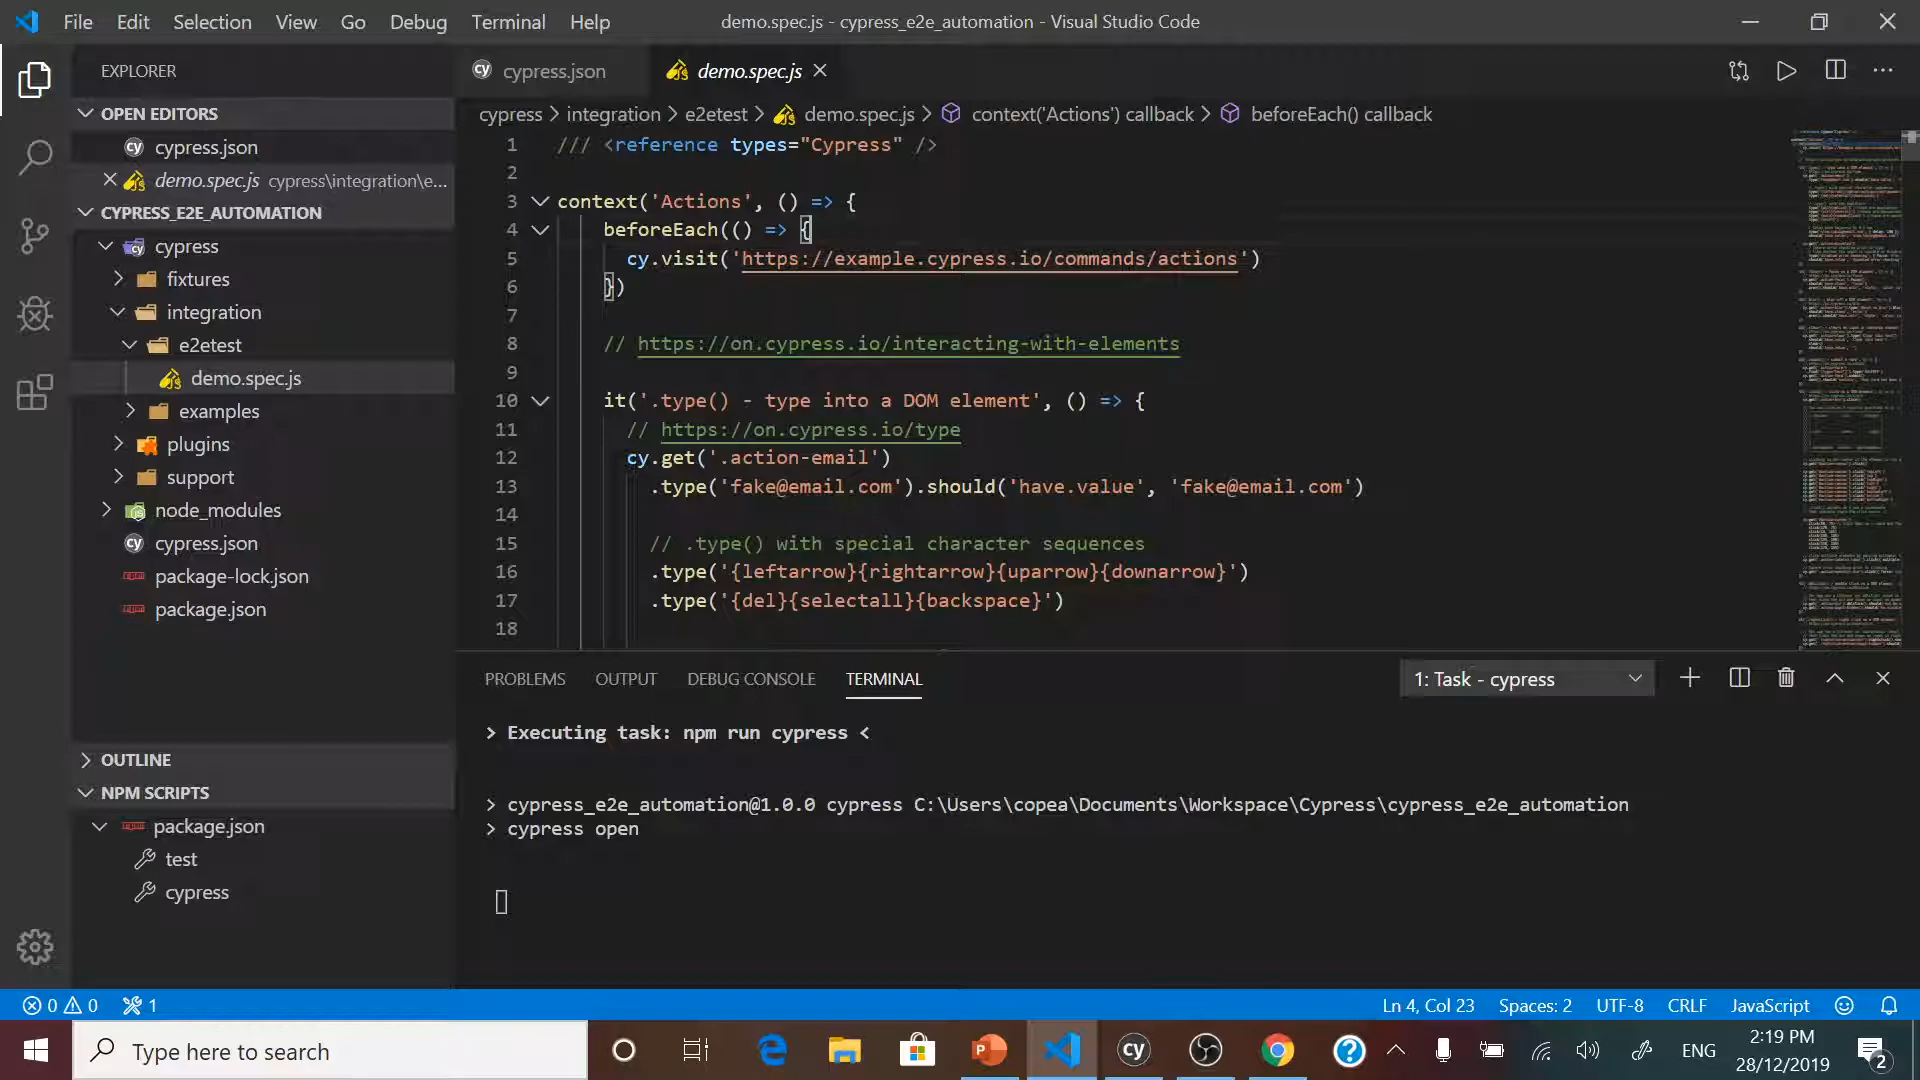 File Edit Selection View Go Debug Terminal Help
demo.spec.js - cypress_e2e_automation - Visual Studio Code
EXPLORER
OPEN EDITORS
cypress.json
demo.spec.js cypress\integration\e...
CYPRESS_E2E_AUTOMATION
cypress
fixtures
integration
e2etest
demo.spec.js
examples
plugins
support
node_modules
cypress.json
package-lock.json
package.json
OUTLINE
NPM SCRIPTS
package.json
test
cypress
cypress.json demo.spec.js
cypress > integration > e2etest > demo.spec.js > context('Actions') callback > beforeEach() callback
1 /// <reference types="Cypress" />
2
3 context('Actions', () => {
4 beforeEach(() => {
5 cy.visit('https://example.cypress.io/commands/actions')
6 })
7
8 // https://on.cypress.io/interacting-with-elements
9
10 it('.type() - type into a DOM element', () => {
11 // https://on.cypress.io/type
12 cy.get('.action-email')
13 .type('fake@email.com').should('have.value', 'fake@email.com')
14
15 // .type() with special character sequences
16 .type('{leftarrow}{rightarrow}{uparrow}{downarrow}')
17 .type('{del}{selectall}{backspace}')
18
PROBLEMS OUTPUT DEBUG CONSOLE TERMINAL
1: Task - cypress
> Executing task: npm run cypress <
> cypress_e2e_automation@1.0.0 cypress C:\Users\copea\Documents\Workspace\Cypress\cypress_e2e_automation
> cypress open
0 0 1
Ln 4, Col 23 Spaces: 2 UTF-8 CRLF JavaScript
Type here to search
ENG
2:19 PM
28/12/2019
2